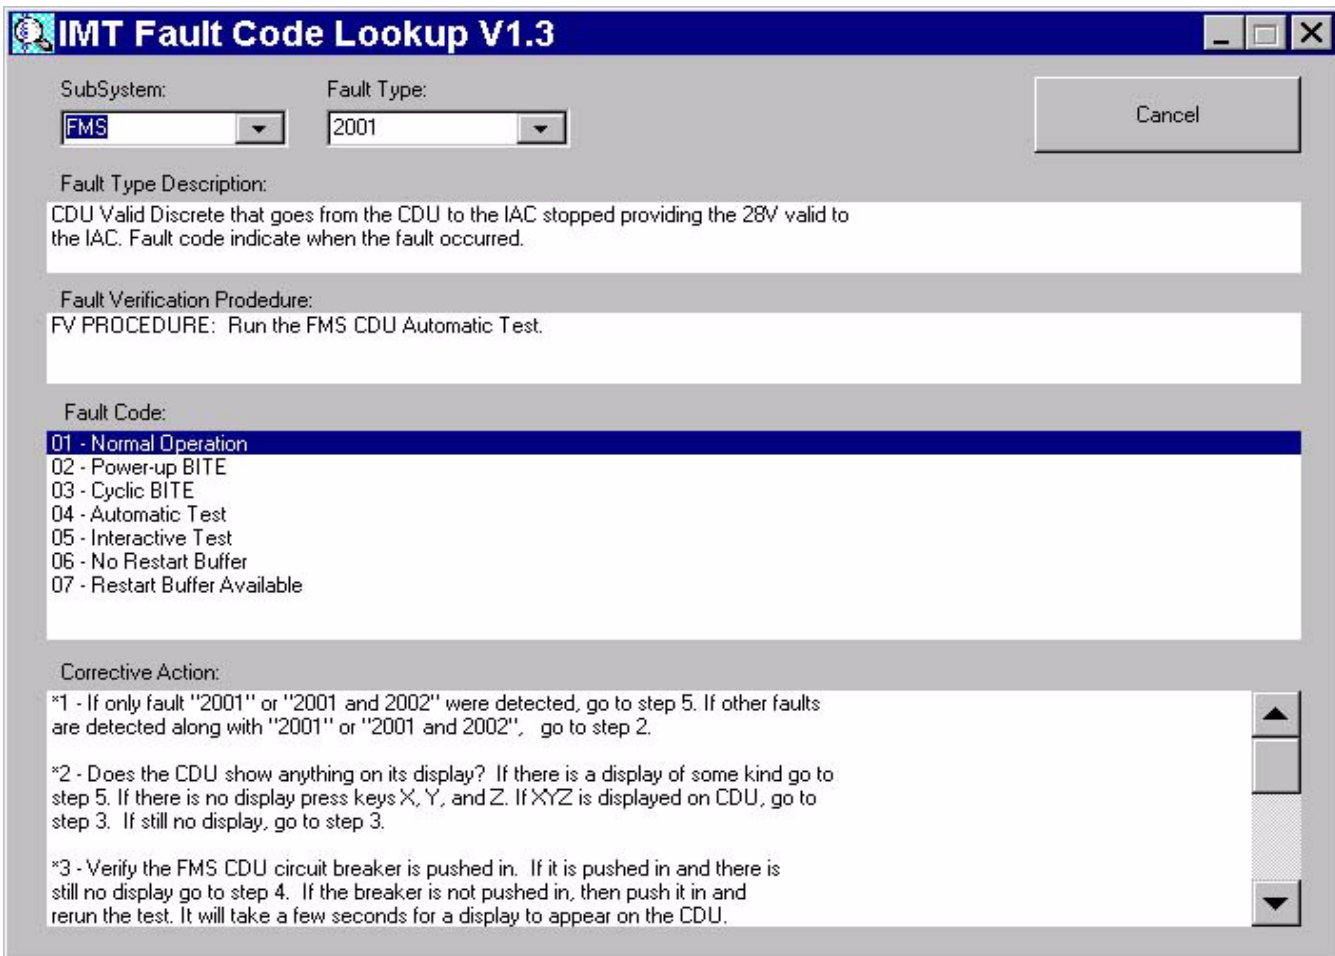 IMT Fault Code Lookup V1.3
SubSystem:
Fault Type:
FMS
2001
Cancel
Fault Type Description:
CDU Valid Discrete that goes from the CDU to the IAC stopped providing the 28V valid to
the IAC. Fault code indicate when the fault occurred.
Fault Verification Prodedure:
FV PROCEDURE:  Run the FMS CDU Automatic Test.
Fault Code:
01 - Normal Operation
02 - Power-up BITE
03 - Cyclic BITE
04 - Automatic Test
05 - Interactive Test
06 - No Restart Buffer
07 - Restart Buffer Available
Corrective Action:
*1 - If only fault "2001" or "2001 and 2002" were detected, go to step 5. If other faults
are detected along with "2001" or "2001 and 2002",   go to step 2.
*2 - Does the CDU show anything on its display?  If there is a display of some kind go to
step 5. If there is no display press keys X, Y, and Z. If XYZ is displayed on CDU, go to
step 3.  If still no display, go to step 3.
*3 - Verify the FMS CDU circuit breaker is pushed in.  If it is pushed in and there is
still no display go to step 4.  If the breaker is not pushed in, then push it in and
rerun the test. It will take a few seconds for a display to appear on the CDU.